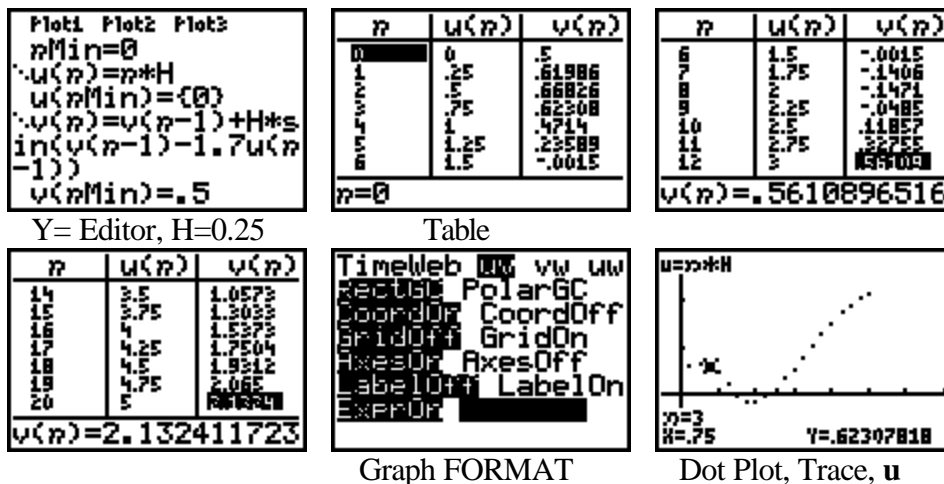 Plot1 Plot2 Plot3
nMin=0
u(n)=n*H
u(nMin)={0}
v(n)=v(n-1)+H*s
in(v(n-1)-1.7u(n
-1))
v(nMin)=.5
Y= Editor, H=0.25
n u(n) v(n)
0 0 .5
1 .25 .61986
2 .5 .66826
3 .75 .62308
4 1 .4714
5 1.25 .23589
6 1.5 -.0015
n=0
Table
n u(n) v(n)
6 1.5 -.0015
7 1.75 -.1406
8 2 -.1471
9 2.25 -.0485
10 2.5 .11857
11 2.75 .32755
12 3 .56109
v(n)=.5610896516
n u(n) v(n)
14 3.5 1.0573
15 3.75 1.3033
16 4 1.5373
17 4.25 1.7504
18 4.5 1.9312
19 4.75 2.065
20 5 2.1324
v(n)=2.132411723
TimeWeb uv vw uw
RectGC PolarGC
CoordOn CoordOff
GridOff GridOn
AxesOn AxesOff
LabelOff LabelOn
ExprOn
Graph FORMAT
u=n*H
n=3
X=.75 Y=.62307818
Dot Plot, Trace, u